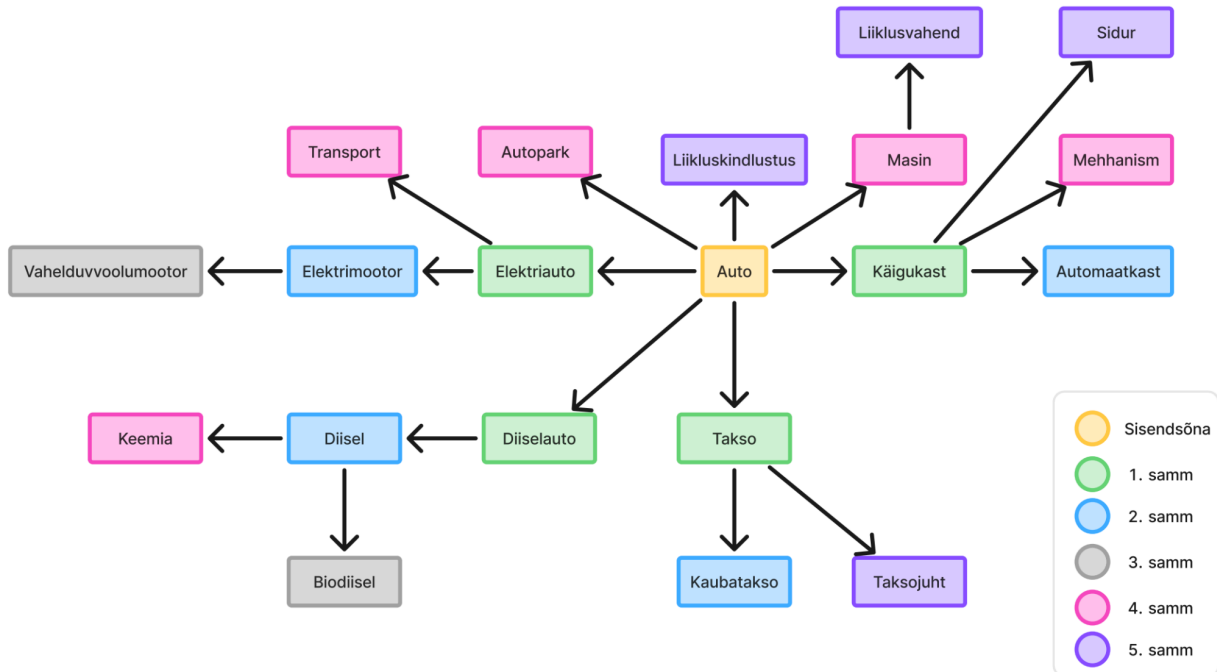 Liiklusvahend
Sidur
Transport
Autopark
Liikluskindlustus
Masin
Mehhanism
Vahelduvvoolumootor
Elektrimootor
Elektriauto
Auto
Käigukast
Automaatkast
Keemia
Diisel
Diiselauto
Takso
Biodiisel
Kaubatakso
Taksojuht
Sisendsõna
1. samm
2. samm
3. samm
4. samm
5. samm